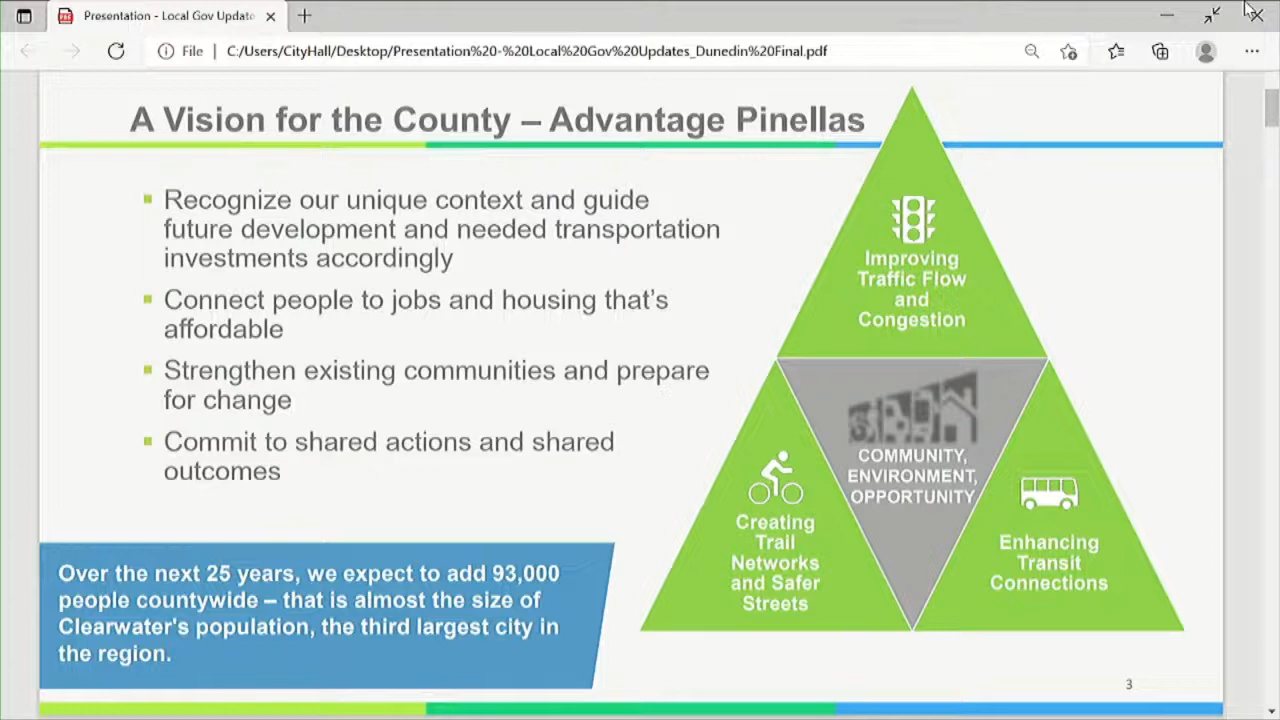 Presentation - Local Gov Update
File
C:/Users/CityHall/Desktop/Presentation%20-%20Local%20Gov%20Updates_Dunedin%20Final.pdf
A Vision for the County – Advantage Pinellas
Recognize our unique context and guide
future development and needed transportation
investments accordingly
Connect people to jobs and housing that's
affordable
Strengthen existing communities and prepare
for change
Commit to shared actions and shared
outcomes
Over the next 25 years, we expect to add 93,000
people countywide – that is almost the size of
Clearwater's population, the third largest city in
the region.
Improving
Traffic Flow
and
Congestion
COMMUNITY,
ENVIRONMENT,
OPPORTUNITY
Creating
Trail
Networks
and Safer
Streets
Enhancing
Transit
Connections
3